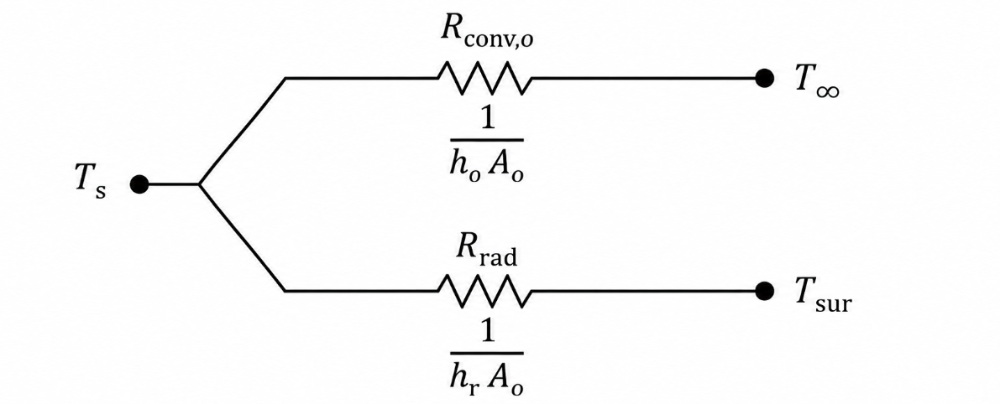 R_conv,o
T_∞
1
h_o A_o
T_s
R_rad
T_sur
1
h_r A_o